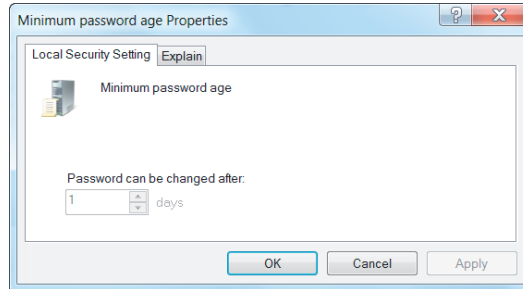 Minimum password age Properties
Local Security Setting Explain
Minimum password age
Password can be changed after:
1 days
OK Cancel Apply